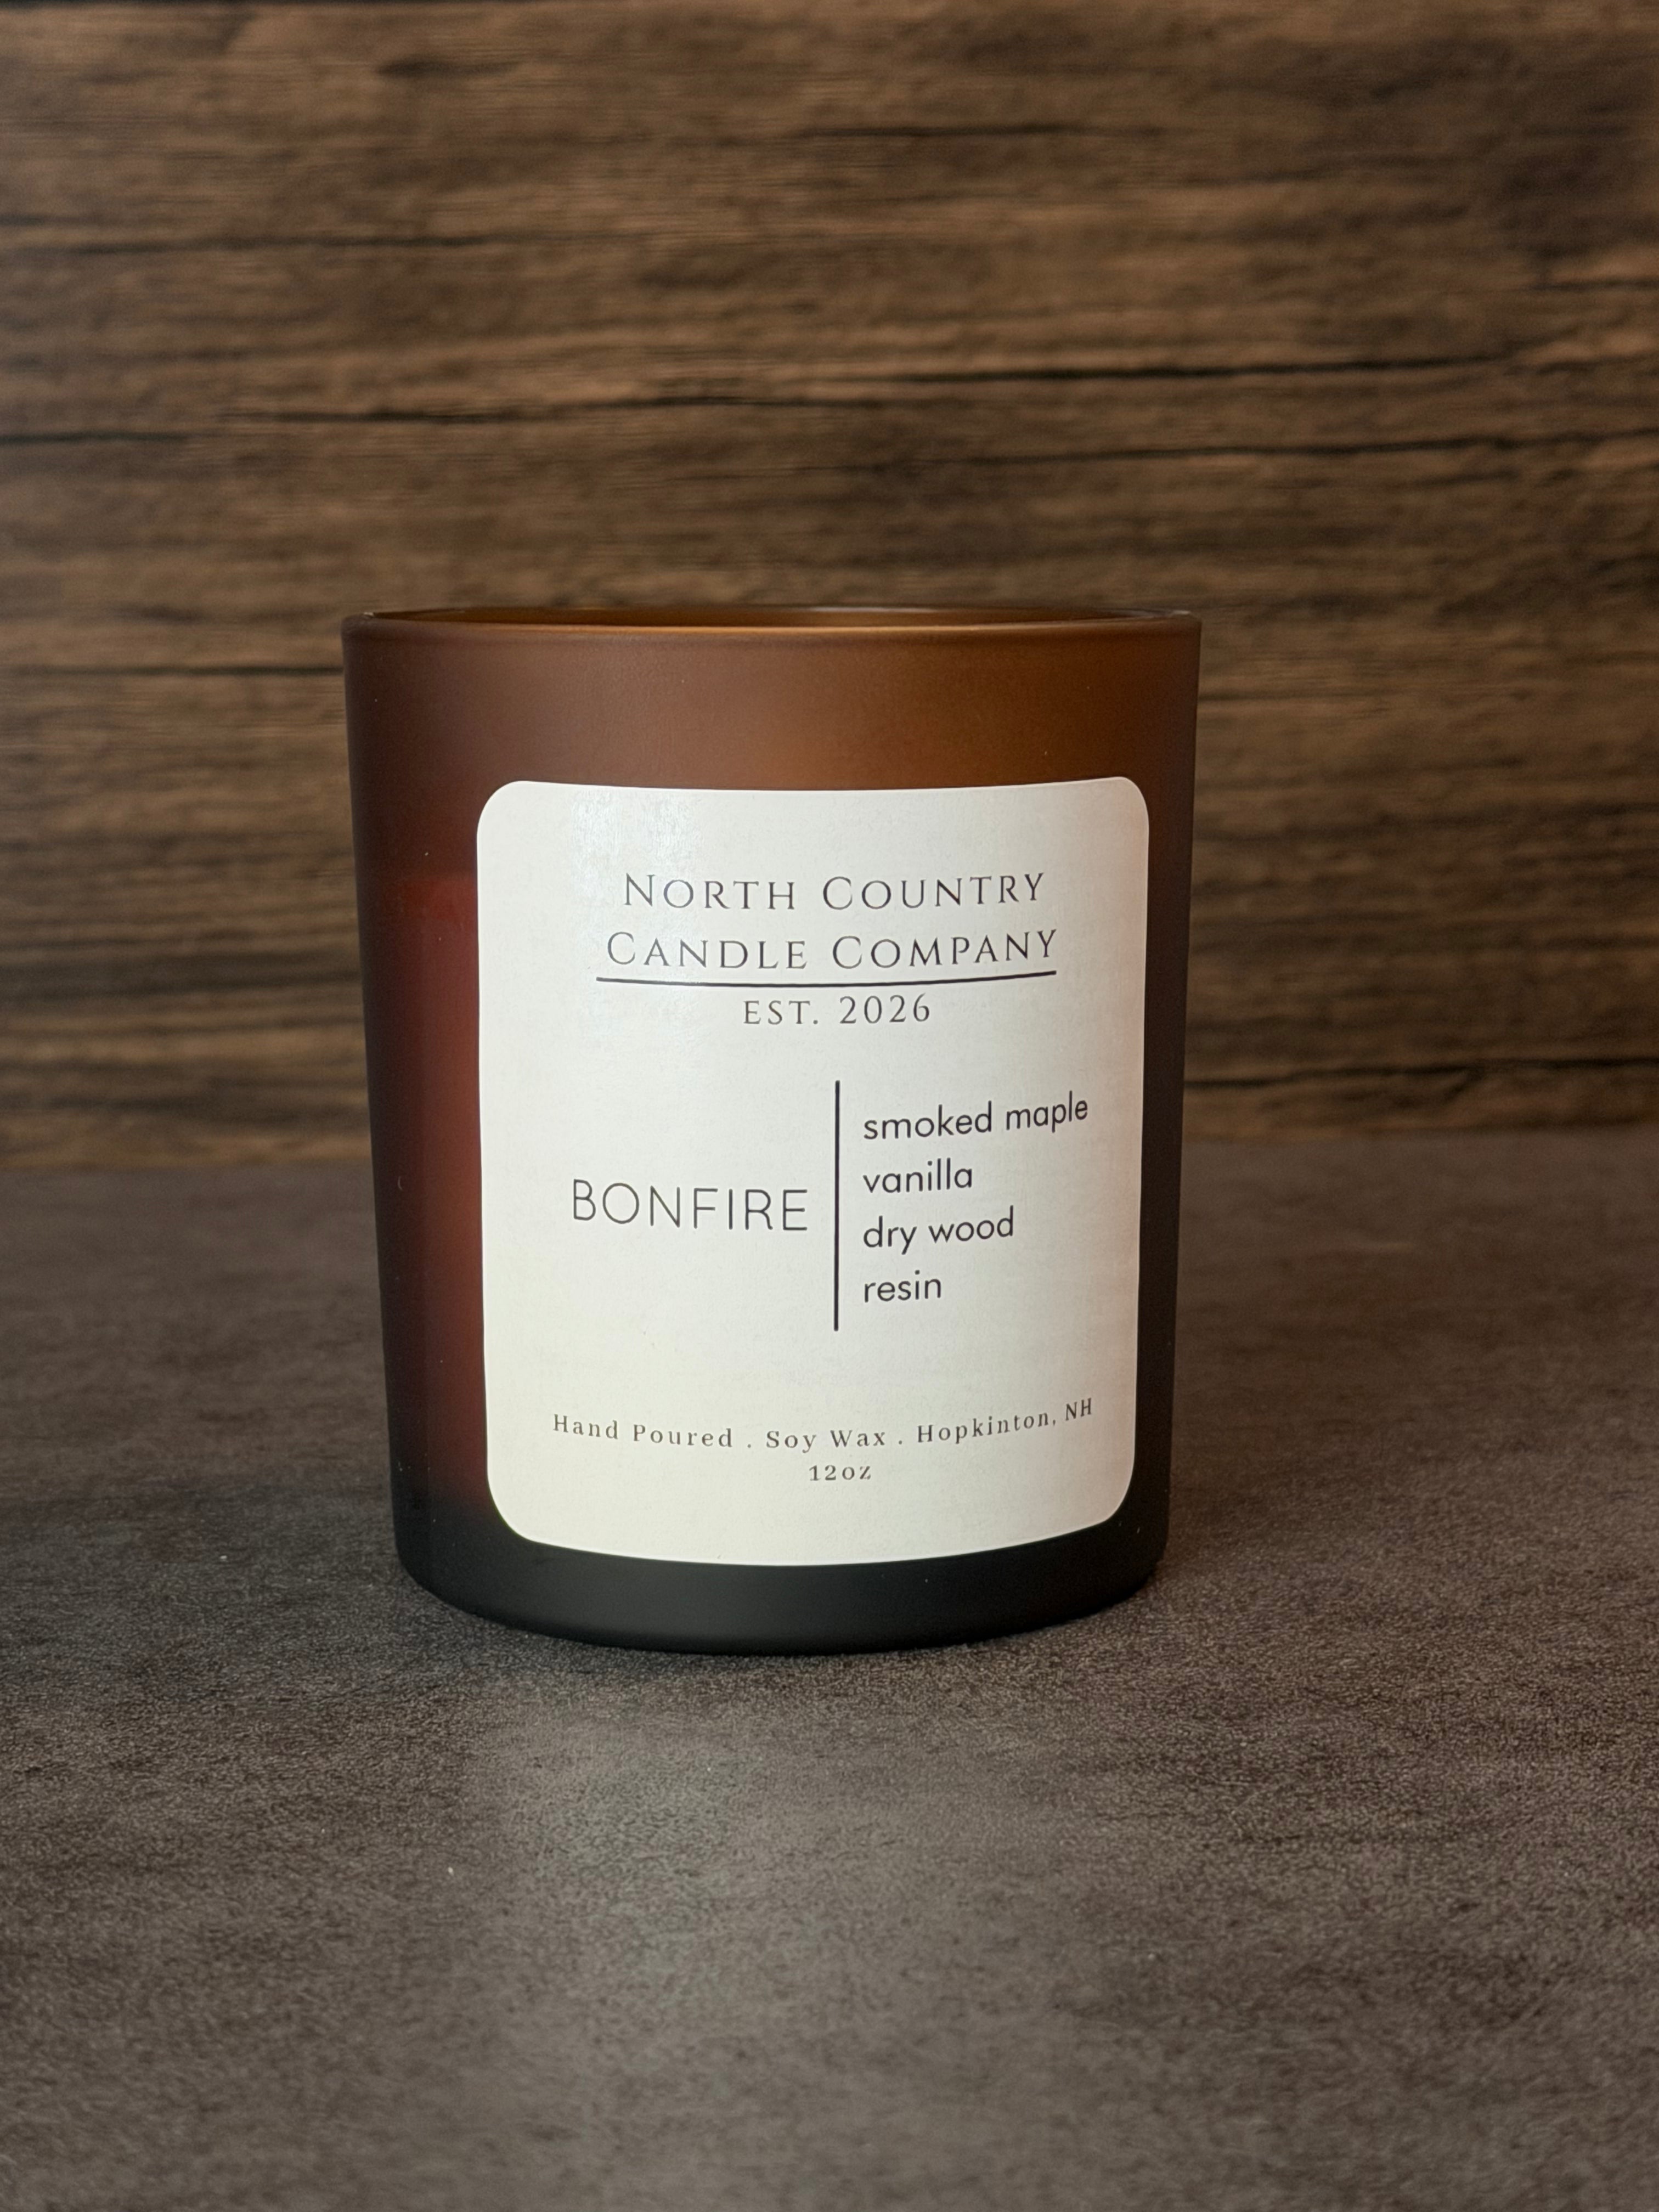 NORTH COUNTRY
CANDLE COMPANY
EST. 2026
BONFIRE
smoked maple
vanilla
dry wood
resin
Hand Poured . Soy Wax . Hopkinton, NH
12oz